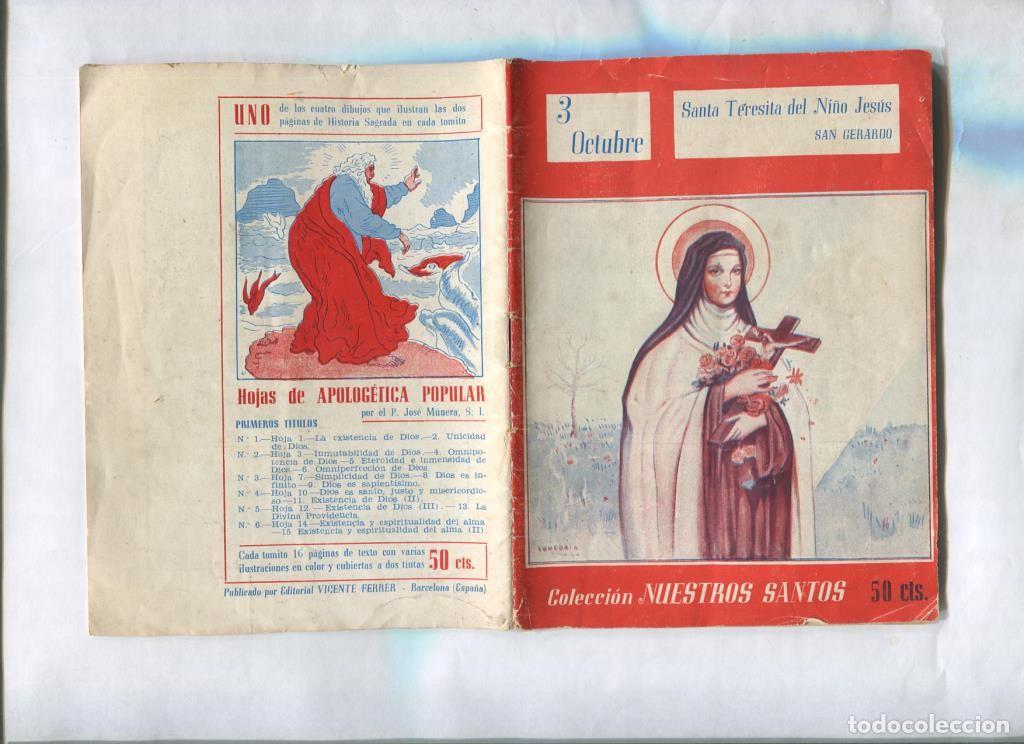 UNO de los cuatro dibujos que ilustran las dos
páginas de Historia Sagrada en cada tomito
Hojas de APOLOGÉTICA POPULAR
por el P. José Múnera, S. I.
PRIMEROS TITULOS
N.º 1.—Hoja 1.—La existencia de Dios.—2. Unicidad
de Dios.
N.º 2.—Hoja 3.—Inmutabilidad de Dios.—4. Omnipo-
tencia de Dios.—5. Eternidad e inmensidad de
Dios.—6. Omniperfección de Dios.
N.º 3.—Hoja 7.—Simplicidad de Dios.—8. Dios es in-
finito.—9. Dios es sapientísimo.
N.º 4.—Hoja 10.—Dios es santo, justo y misericordio-
so.—11. Existencia de Dios (II).
N.º 5.—Hoja 12.—Existencia de Dios (III).—13. La
Divina Providencia.
N.º 6.—Hoja 14.—Existencia y espiritualidad del alma
—15. Existencia y espiritualidad del alma (II).
Cada tomito 16 páginas de texto con varias
ilustraciones en color y cubiertas a dos tintas 50 cts.
Publicado por Editorial VICENTE FERRER - Barcelona (España)
3
Octubre
Santa Teresita del Niño Jesús
SAN GERARDO
LONGORIA
Colección NUESTROS SANTOS 50 cts.
todocoleccion